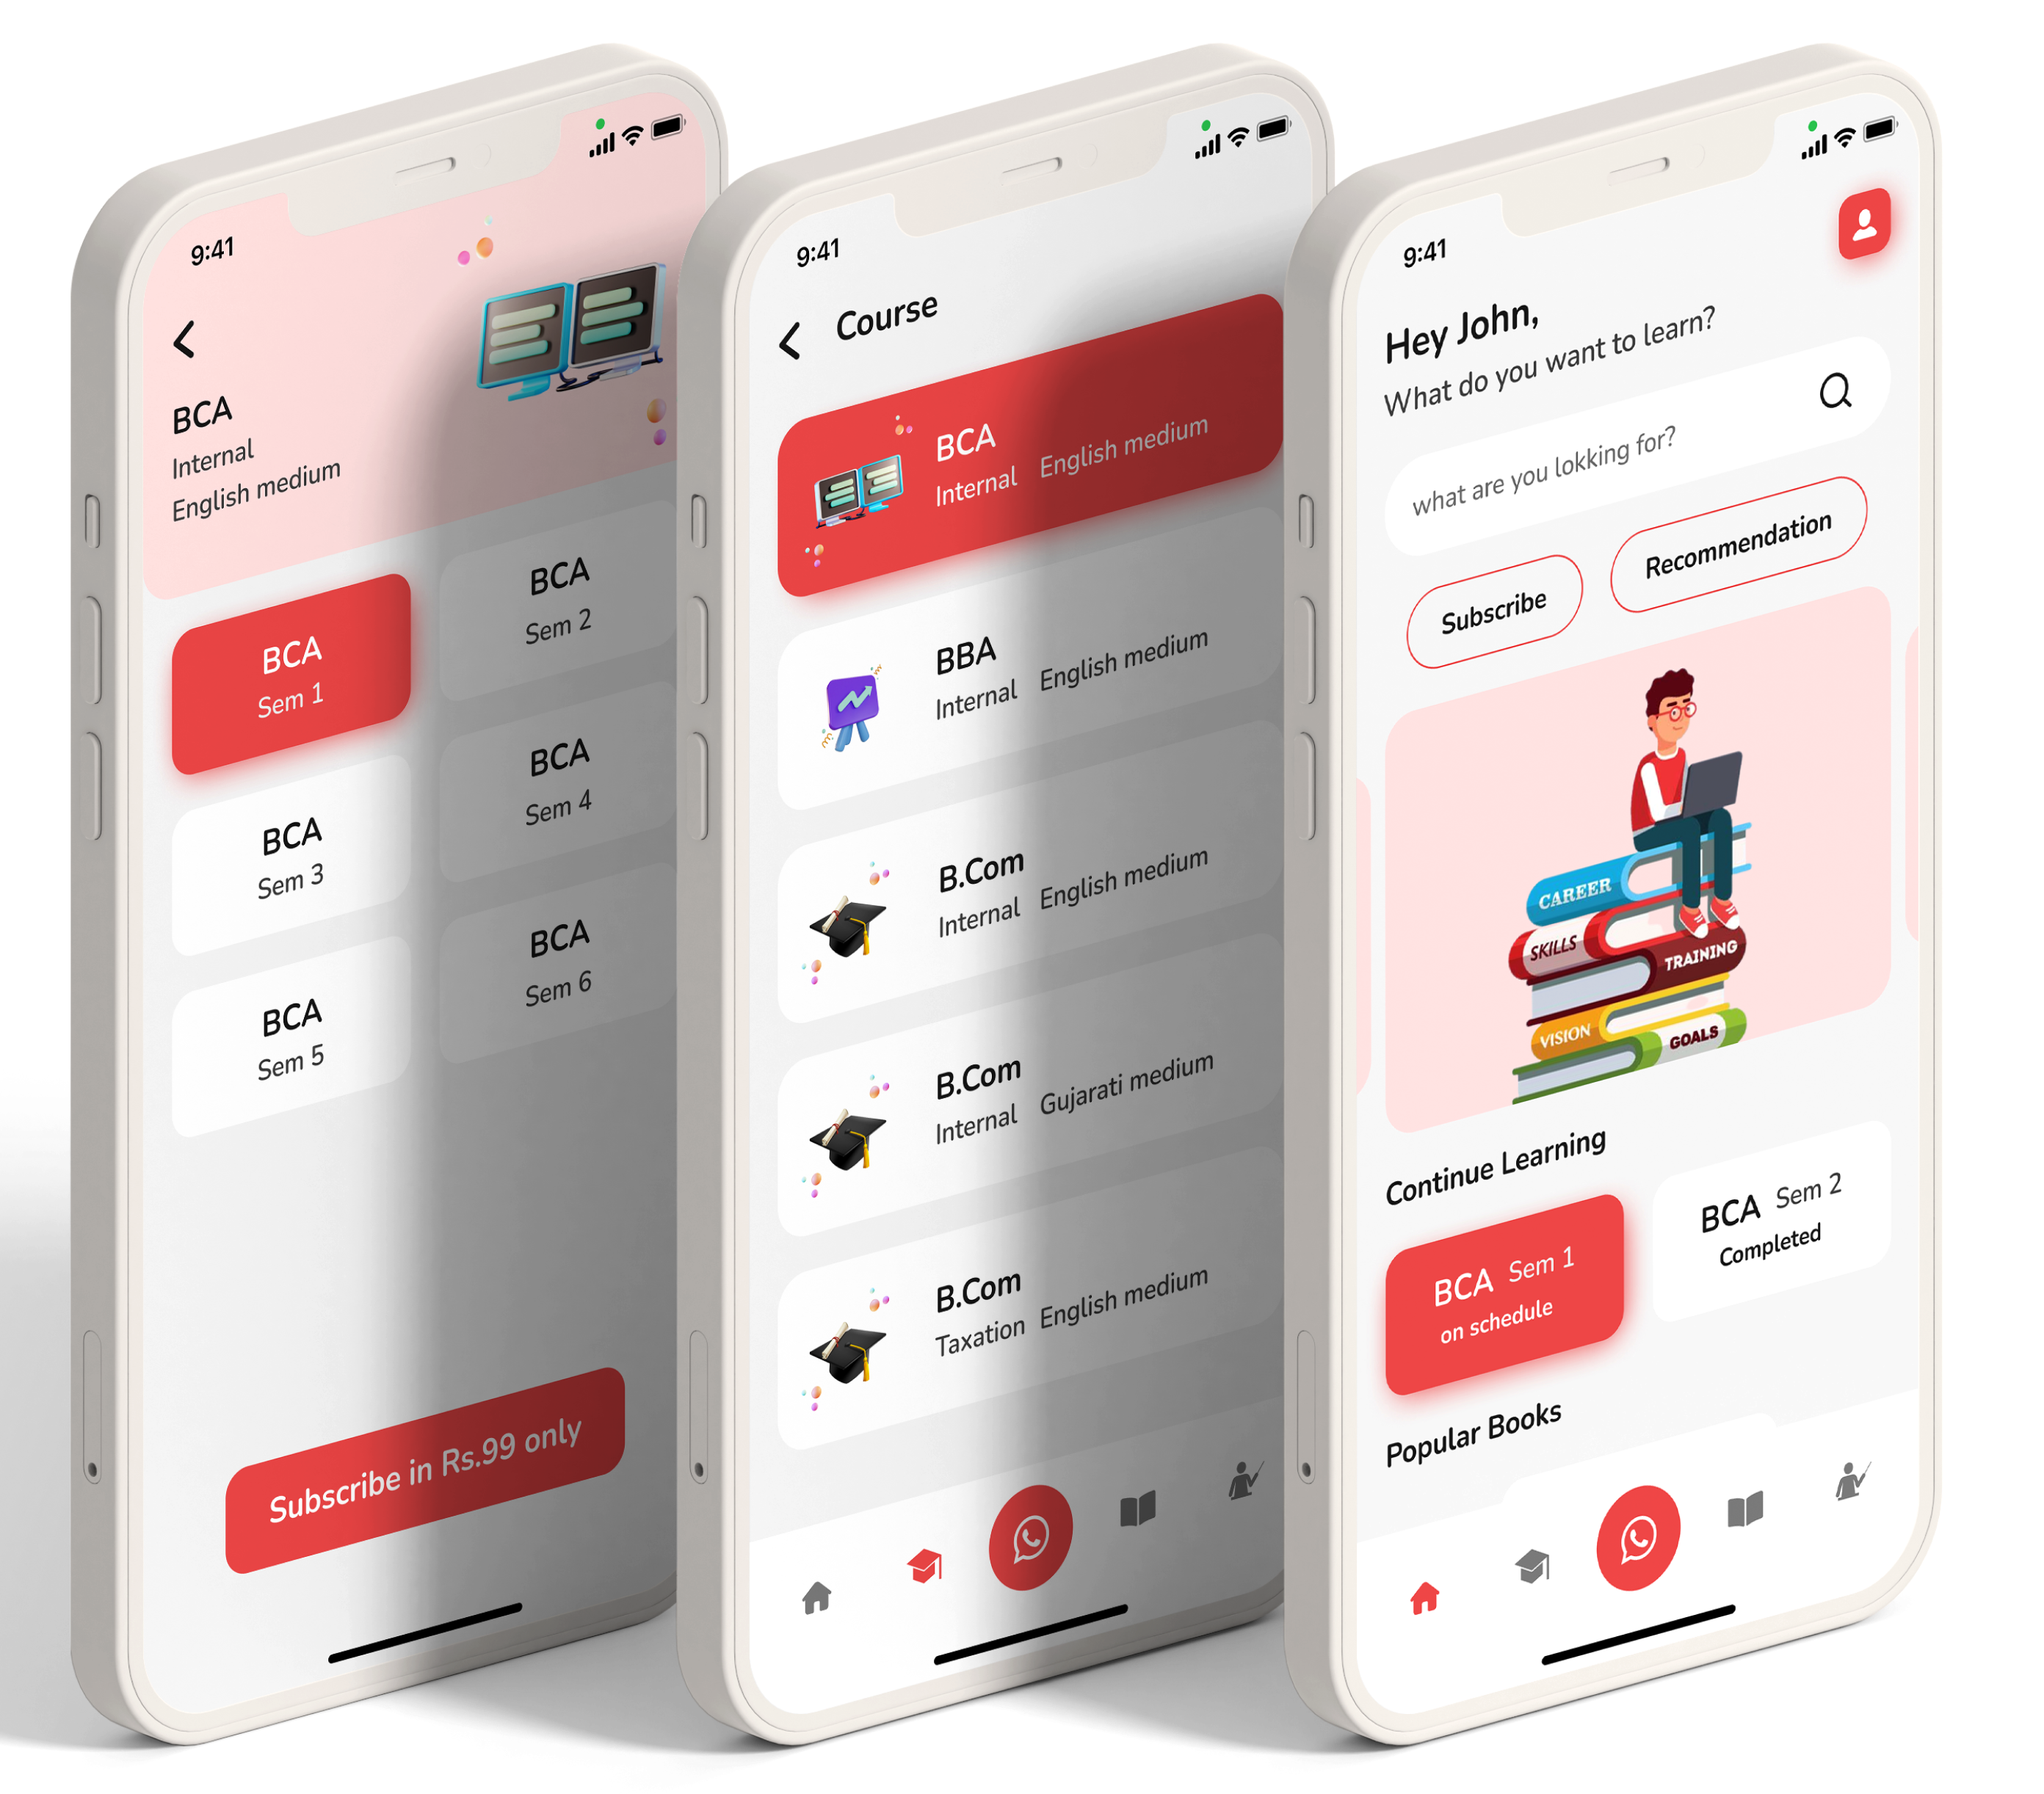 9:41
BCA
Internal
English medium
BCA
Sem 1
BCA
Sem 2
BCA
Sem 3
BCA
Sem 4
BCA
Sem 5
BCA
Sem 6
Subscribe in Rs.99 only
9:41
Course
BCA
Internal English medium
BBA
Internal English medium
B.Com
Internal English medium
B.Com
Internal Gujarati medium
B.Com
Taxation English medium
9:41
Hey John,
What do you want to learn?
what are you lokking for?
Subscribe
Recommendation
CAREER
SKILLS
TRAINING
VISION
GOALS
Continue Learning
BCA Sem 1
on schedule
BCA Sem 2
Completed
Popular Books